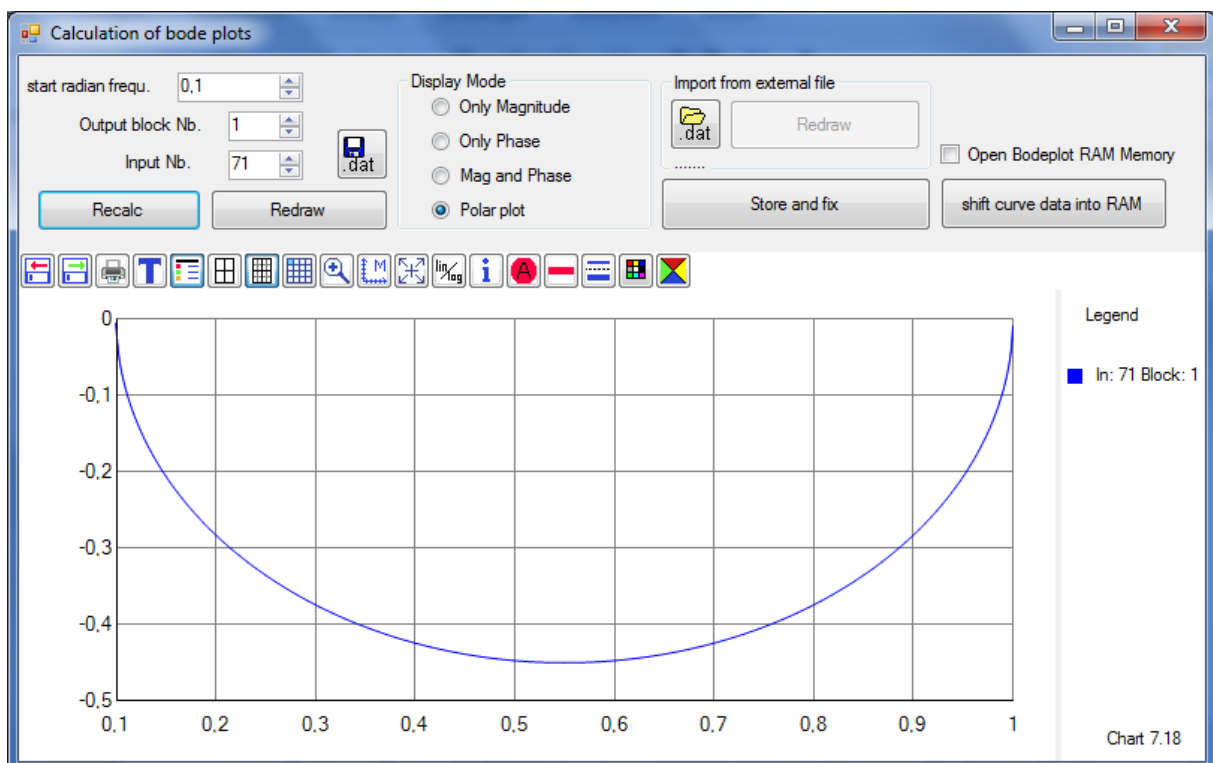 Calculation of bode plots
start radian frequ. 0,1
Output block Nb. 1
Input Nb. 71
.dat
Recalc
Redraw
Display Mode
Only Magnitude
Only Phase
Mag and Phase
Polar plot
Import from external file
.dat
Redraw
.......
Store and fix
Open Bodeplot RAM Memory
shift curve data into RAM
T
M
lin/log
i
A
0
-0,1
-0,2
-0,3
-0,4
-0,5
0,1 0,2 0,3 0,4 0,5 0,6 0,7 0,8 0,9 1
Legend
In: 71 Block: 1
Chart 7.18